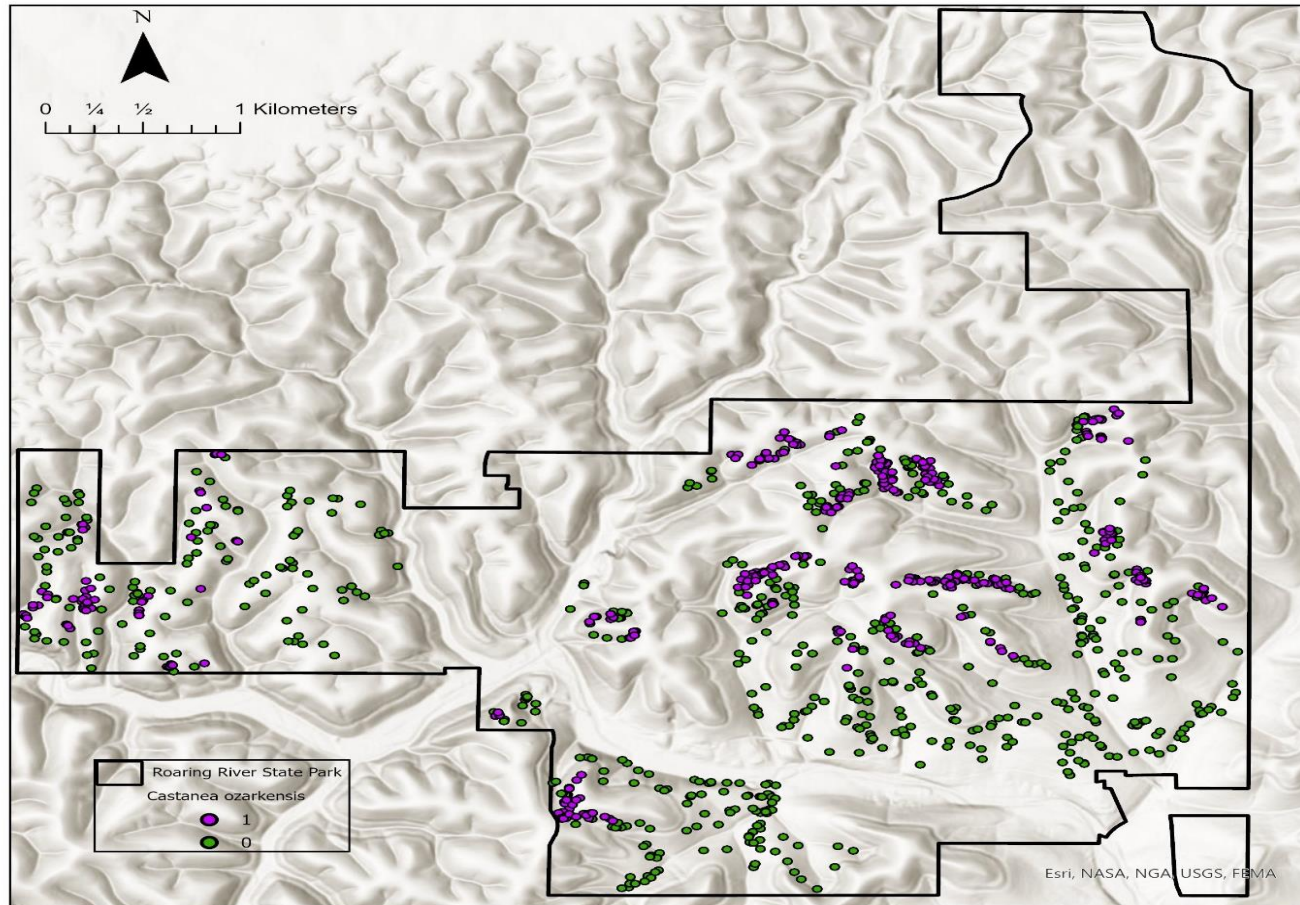 N
0 ¼ ½ 1 Kilometers
Roaring River State Park
Castanea ozarkensis
1
0
Esri, NASA, NGA, USGS, FEMA